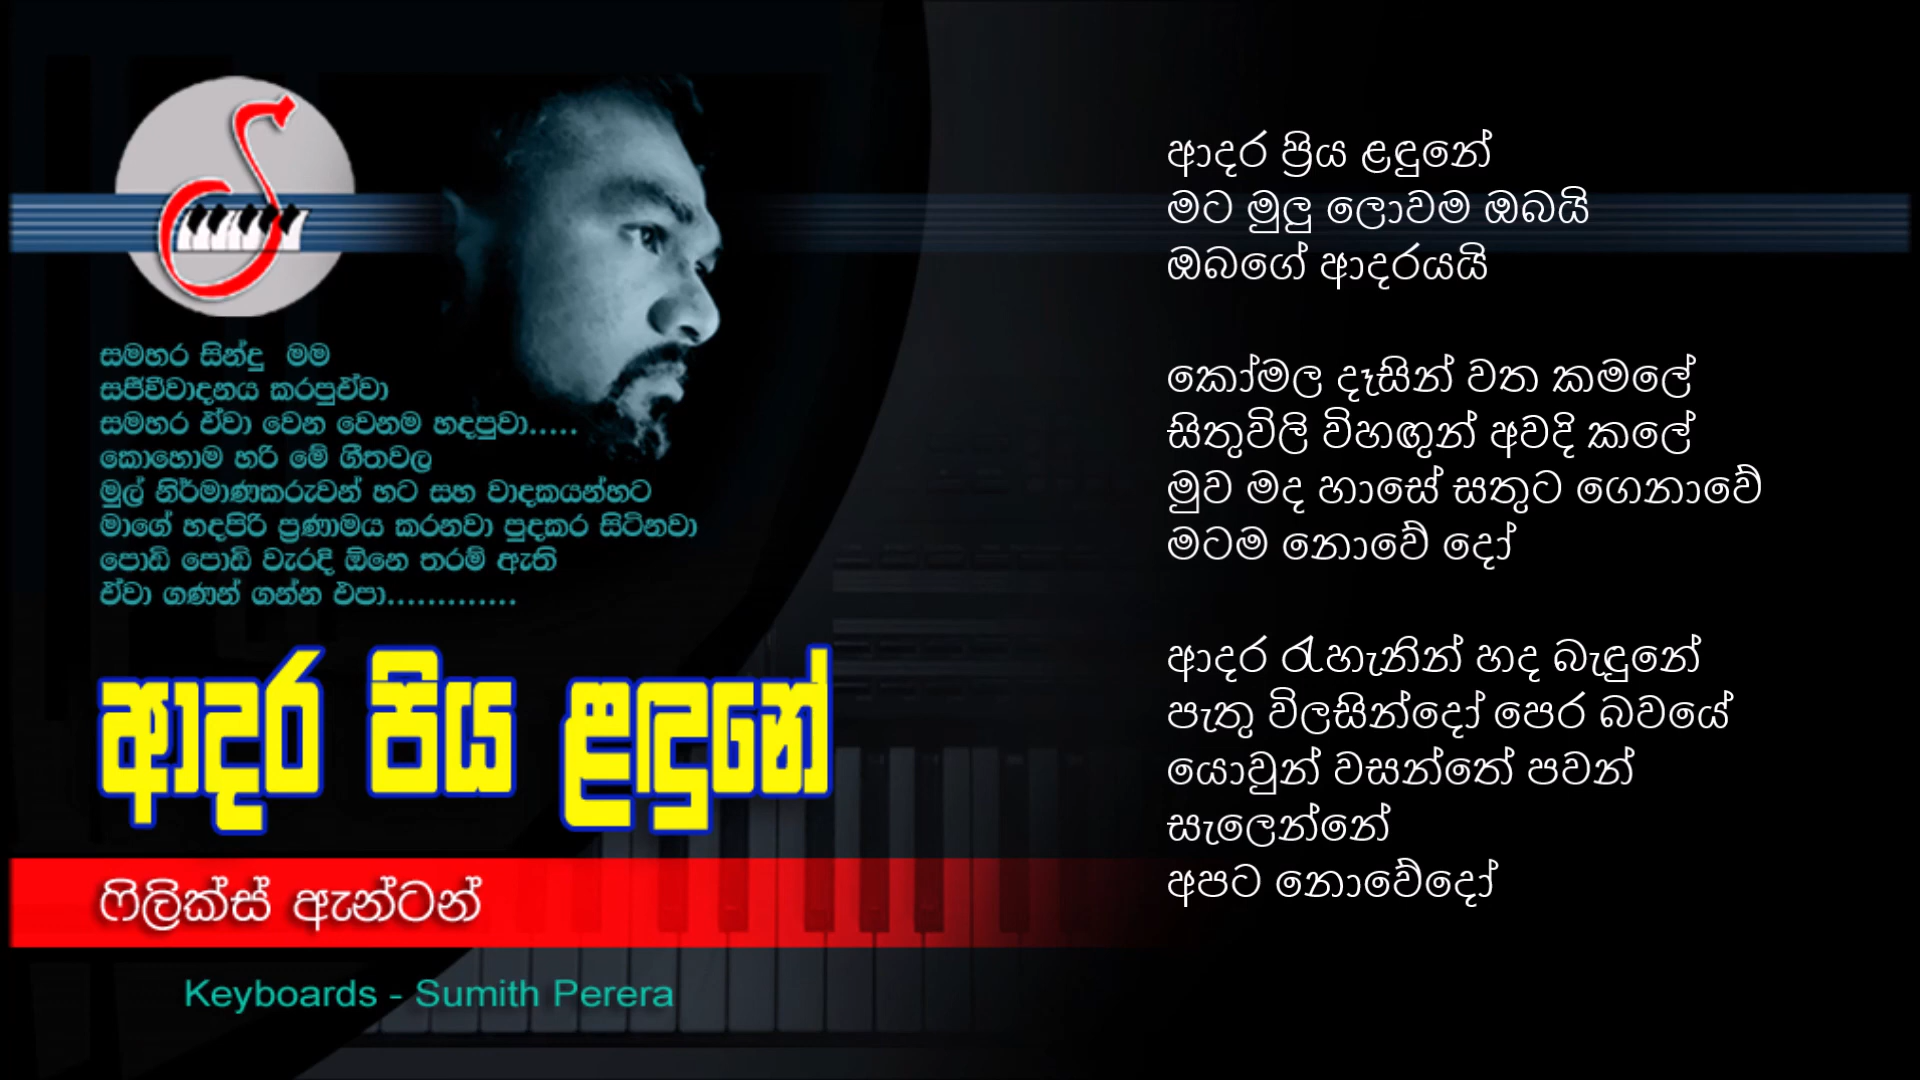 සමහර සින්දු මම
සජීවීවාදනය කරපුඒවා
සමහර ඒවා වෙන වෙනම හදපුවා.....
කොහොම හරි මේ ගීතවල
මුල් නිර්මාණකරුවන් හට සහ වාදකයන්හට
මාගේ හදපිරි ප්‍රණාමය කරනවා පුදකර සිටිනවා
පොඩි පොඩි වැරදි ඕනෙ තරම් ඇති
ඒවා ගණන් ගන්න එපා.............
ආදර පිය ළඳුනේ
ෆිලික්ස් ඇන්ටන්
Keyboards - Sumith Perera
ආදර ප්‍රිය ළඳුනේ
මට මුලු ලොවම ඔබයි
ඔබගේ ආදරයයි
කෝමල දෑසින් වත කමලේ
සිතුවිලි විහඟුන් අවදි කලේ
මුව මද හාසේ සතුට ගෙනාවේ
මටම නොවේ දෝ
ආදර රැහැනින් හද බැඳුනේ
පැතු විලසින්දෝ පෙර බවයේ
යොවුන් වසන්තේ පවන්
සැලෙන්නේ
අපට නොවේදෝ